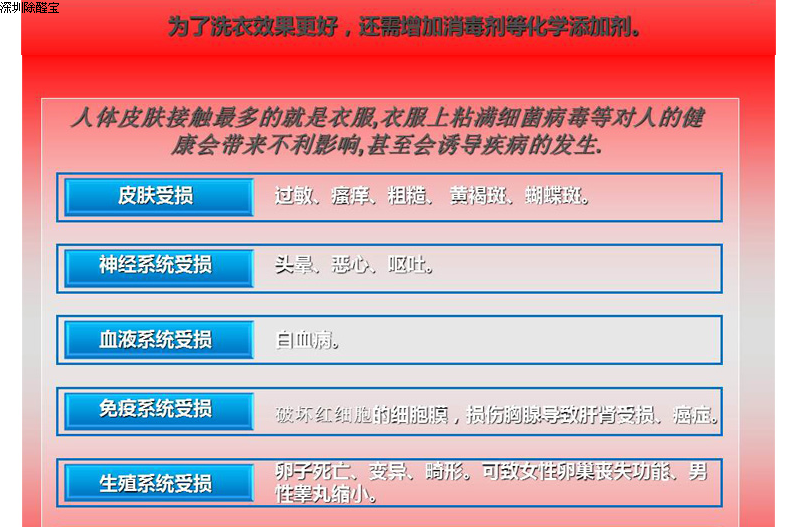 深圳除醛宝
为了洗衣效果更好，还需增加消毒剂等化学添加剂。
人体皮肤接触最多的就是衣服,衣服上粘满细菌病毒等对人的健
康会带来不利影响,甚至会诱导疾病的发生.
皮肤受损
过敏、瘙痒、粗糙、 黄褐斑、蝴蝶斑。
神经系统受损
头晕、恶心、呕吐。
血液系统受损
白血病。
免疫系统受损
破坏红细胞的细胞膜，损伤胸腺导致肝肾受损、癌症。
生殖系统受损
卵子死亡、变异、畸形。可致女性卵巢丧失功能、男
性睾丸缩小。